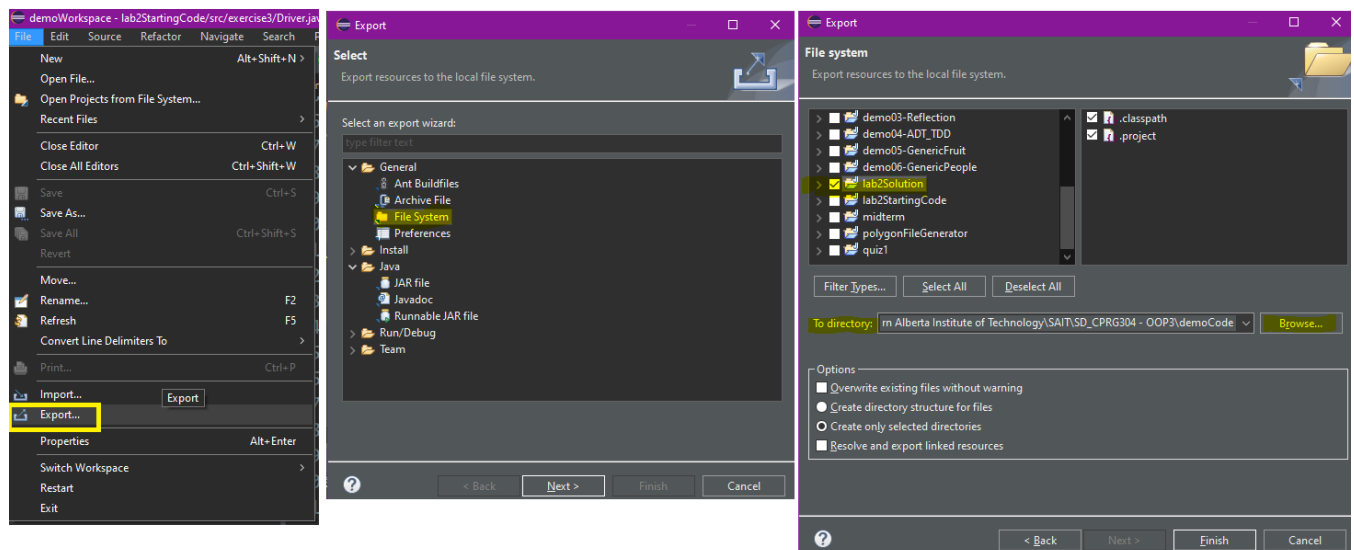 demoWorkspace - lab2StartingCode/src/exercise3/Driver.jav
File Edit Source Refactor Navigate Search
New Alt+Shift+N >
Open File...
Open Projects from File System...
Recent Files >
Close Editor Ctrl+W
Close All Editors Ctrl+Shift+W
Save Ctrl+S
Save As...
Save All Ctrl+Shift+S
Revert
Move...
Rename... F2
Refresh F5
Convert Line Delimiters To >
Print... Ctrl+P
Import...
Export
Export...
Properties Alt+Enter
Switch Workspace >
Restart
Exit
Export
Select
Export resources to the local file system.
Select an export wizard:
type filter text
General
Ant Buildfiles
Archive File
File System
Preferences
Install
Java
JAR file
Javadoc
Runnable JAR file
Run/Debug
Team
< Back Next > Finish Cancel
Export
File system
Export resources to the local file system.
demo03-Reflection
demo04-ADT_TDD
demo05-GenericFruit
demo06-GenericPeople
lab2Solution
lab2StartingCode
midterm
polygonFileGenerator
quiz1
.classpath
.project
Filter Types... Select All Deselect All
To directory: rn Alberta Institute of Technology\SAIT\SD_CPRG304 - OOP3\demoCode Browse...
Options
Overwrite existing files without warning
Create directory structure for files
Create only selected directories
Resolve and export linked resources
< Back Next > Finish Cancel